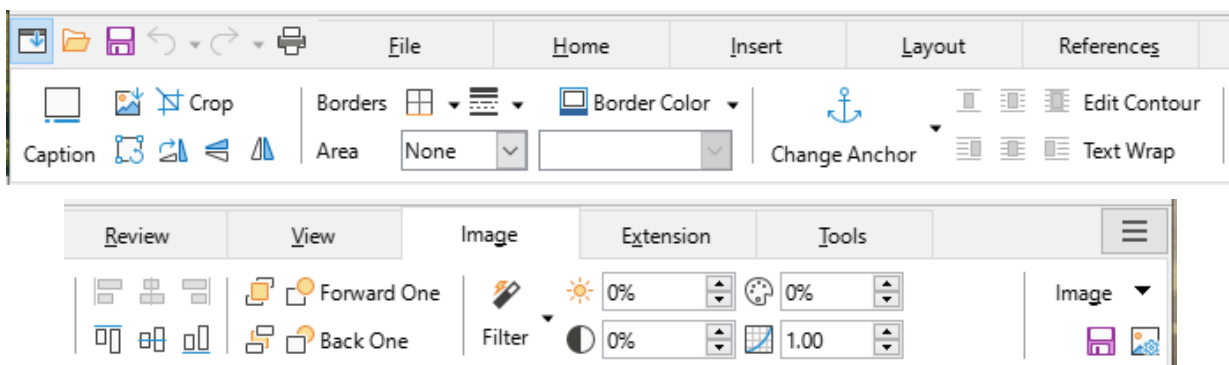 File Home Insert Layout References
Crop Borders Border Color Edit Contour
Caption Area None Change Anchor Text Wrap
Review View Image Extension Tools
Forward One 0% 0% Image
Back One Filter 0% 1.00